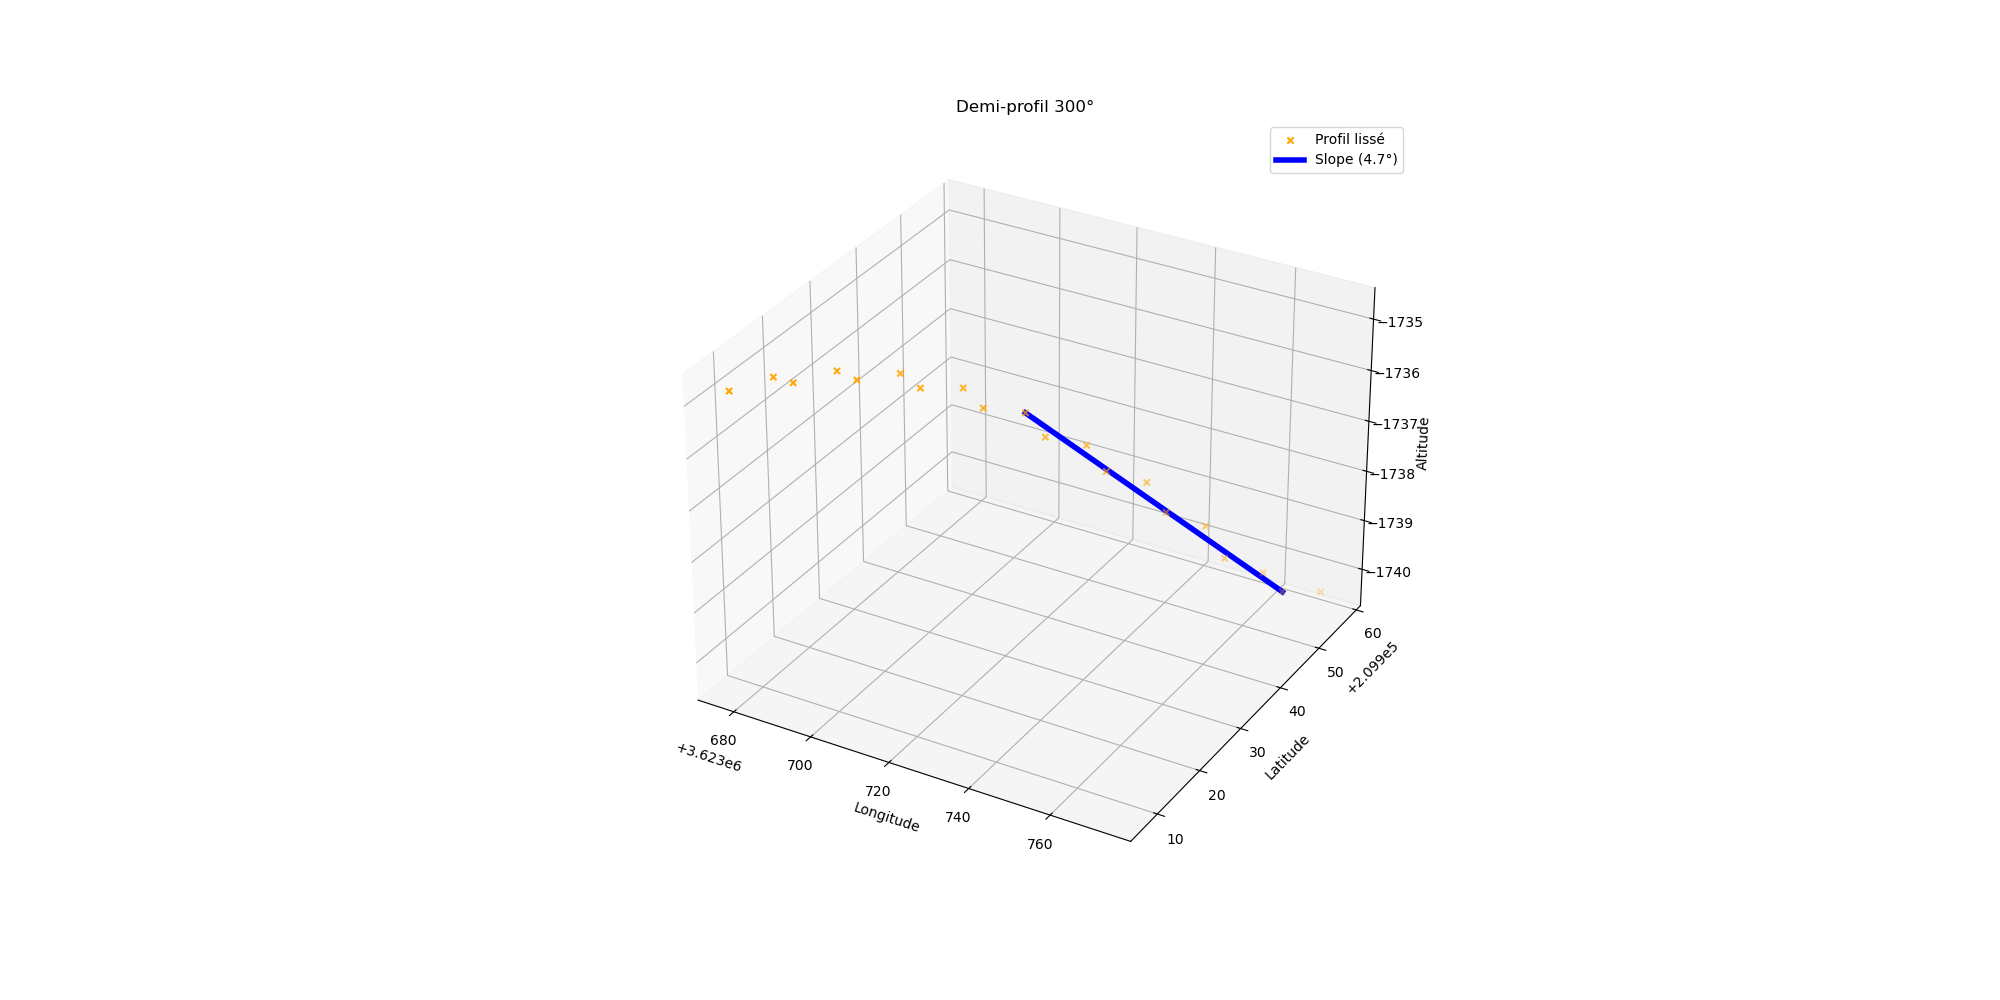 Demi-profil 300°
Profil lissé
Slope (4.7°)
−1735
−1736
−1737
−1738
−1739
−1740
Altitude
60
50
40
30
20
10
+2.099e5
Latitude
680
700
720
740
760
+3.623e6
Longitude